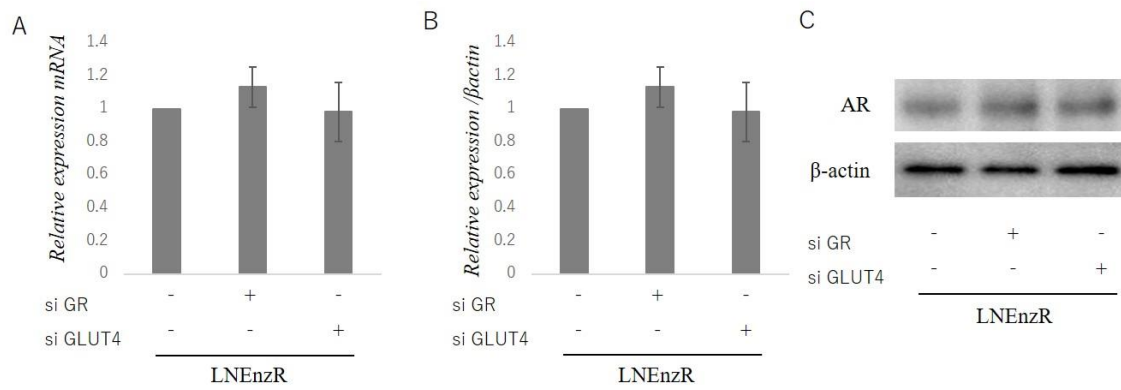 A
Relative expression mRNA
1.4
1.2
1
0.8
0.6
0.4
0.2
0
si GR - + -
si GLUT4 - - +
LNEnzR
B
Relative expression /βactin
1.4
1.2
1
0.8
0.6
0.4
0.2
0
si GR - + -
si GLUT4 - - +
LNEnzR
C
AR
β-actin
si GR - + -
si GLUT4 - - +
LNEnzR